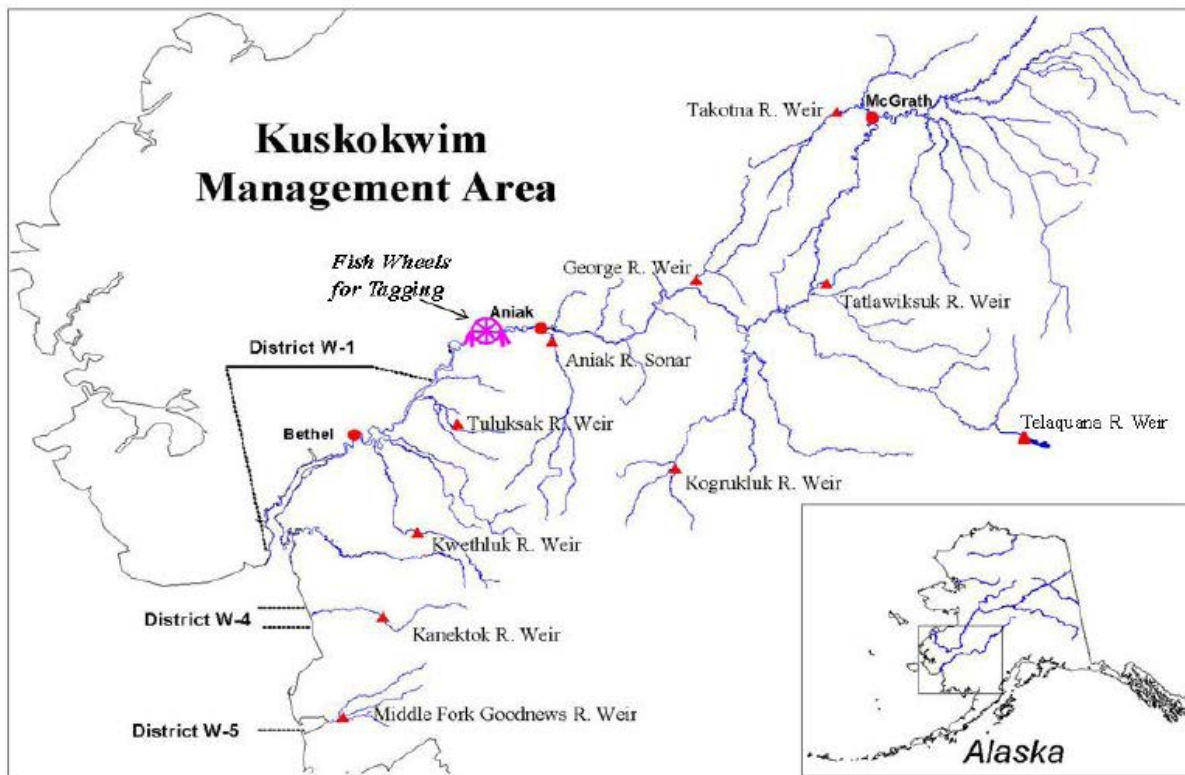 Kuskokwim
Management Area
Takotna R. Weir
McGrath
Fish Wheels
for Tagging
George R. Weir
Tatlawiksuk R. Weir
Aniak
District W-1
Aniak R. Sonar
Tuluksak R. Weir
Telaquana R. Weir
Bethel
Kogrukluk R. Weir
Kwethluk R. Weir
District W-4
Kanektok R. Weir
Middle Fork Goodnews R. Weir
District W-5
Alaska